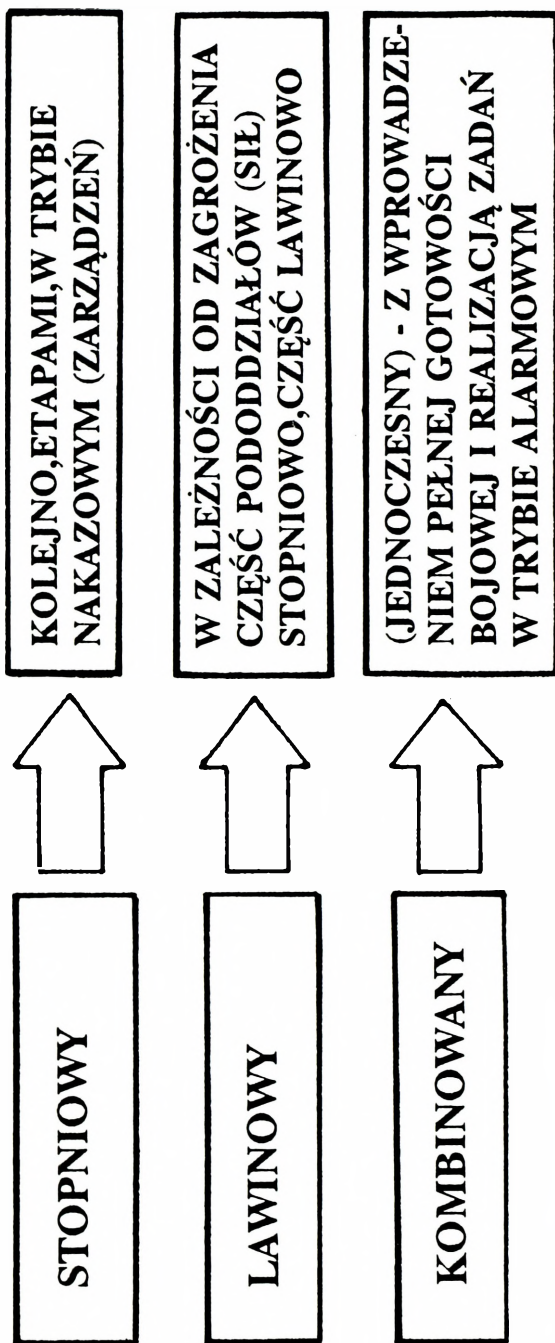 STOPNIOWY
KOLEJNO,ETAPAMI,W TRYBIE
NAKAZOWYM (ZARZĄDZEŃ)
LAWINOWY
W ZALEŻNOŚCI OD ZAGROŻENIA
CZĘŚĆ PODODDZIAŁÓW (SIŁ)
STOPNIOWO,CZĘŚĆ LAWINOWO
KOMBINOWANY
(JEDNOCZESNY) - Z WPROWADZE-
NIEM PEŁNEJ GOTOWOŚCI
BOJOWEJ I REALIZACJĄ ZADAŃ
W TRYBIE ALARMOWYM